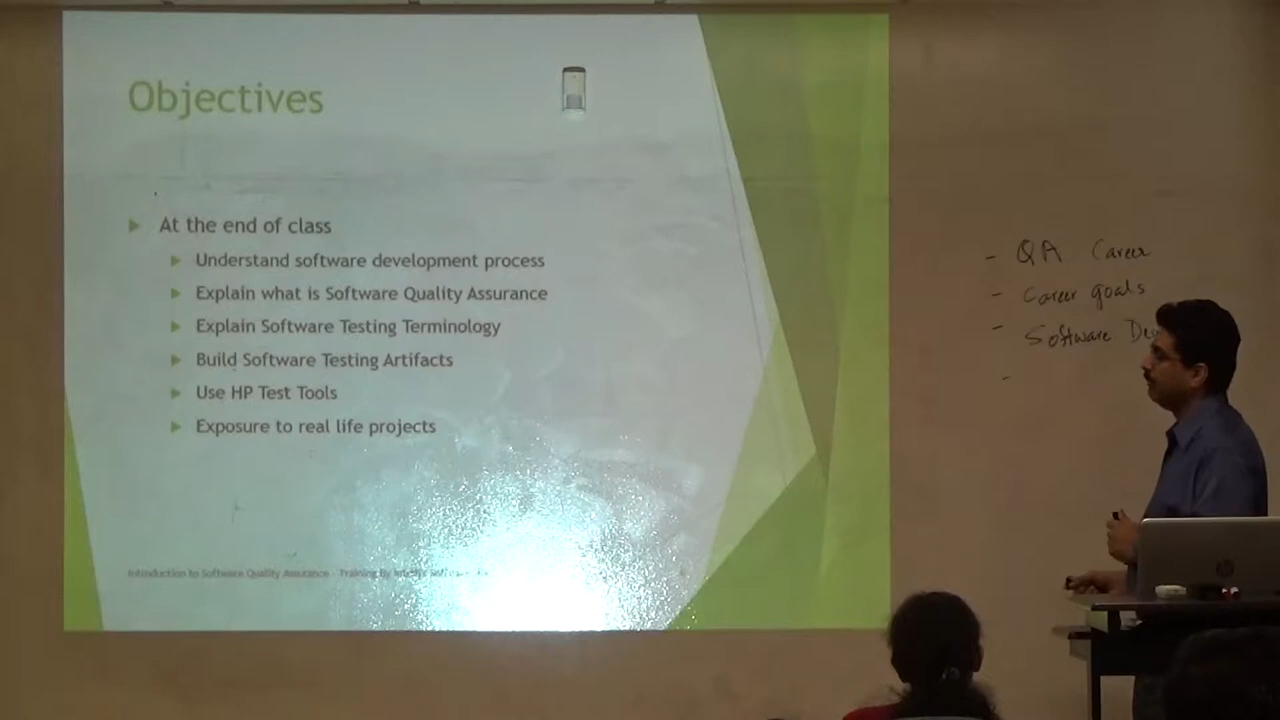 Objectives
At the end of class
Understand software development process
Explain what is Software Quality Assurance
Explain Software Testing Terminology
Build Software Testing Artifacts
Use HP Test Tools
Exposure to real life projects
Introduction to Software Quality Assurance - Training By
- QA Career
- Career goals
- Software
-
hp